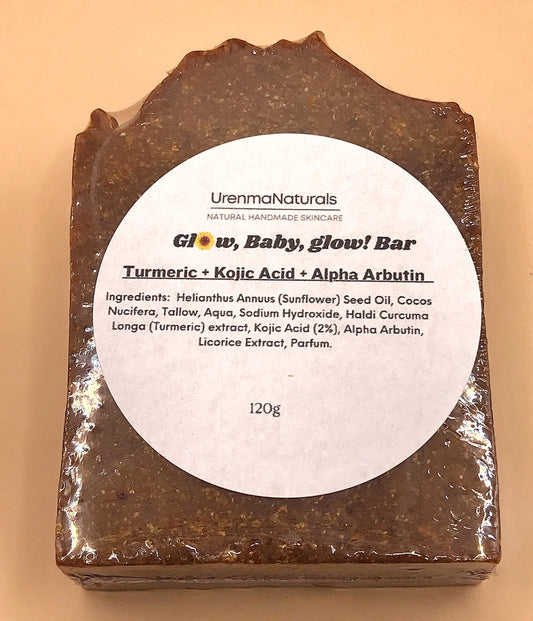 UrenmaNaturals
NATURAL HANDMADE SKINCARE
Glow, Baby, glow! Bar
Turmeric + Kojic Acid + Alpha Arbutin
Ingredients: Helianthus Annuus (Sunflower) Seed Oil, Cocos
Nucifera, Tallow, Aqua, Sodium Hydroxide, Haldi Curcuma
Longa (Turmeric) extract, Kojic Acid (2%), Alpha Arbutin,
Licorice Extract, Parfum.
120g